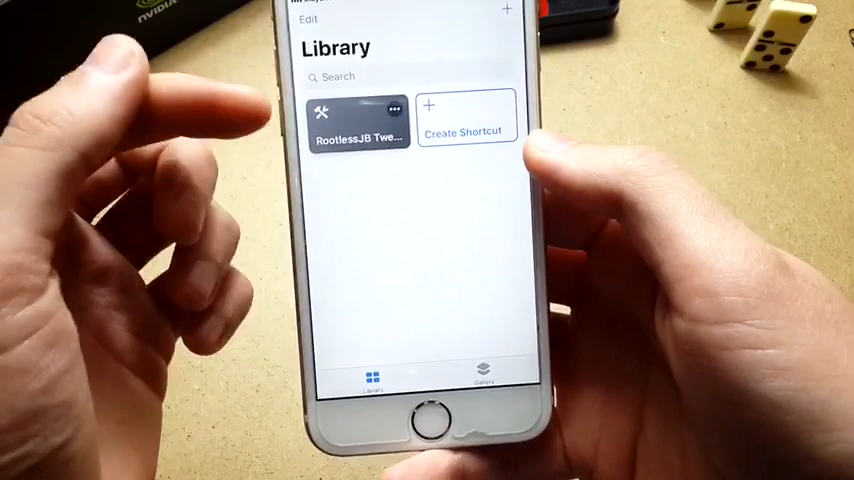 NVIDIA
Edit
+
Library
Search
RootlessJB Twe...
Create Shortcut
Library
Gallery